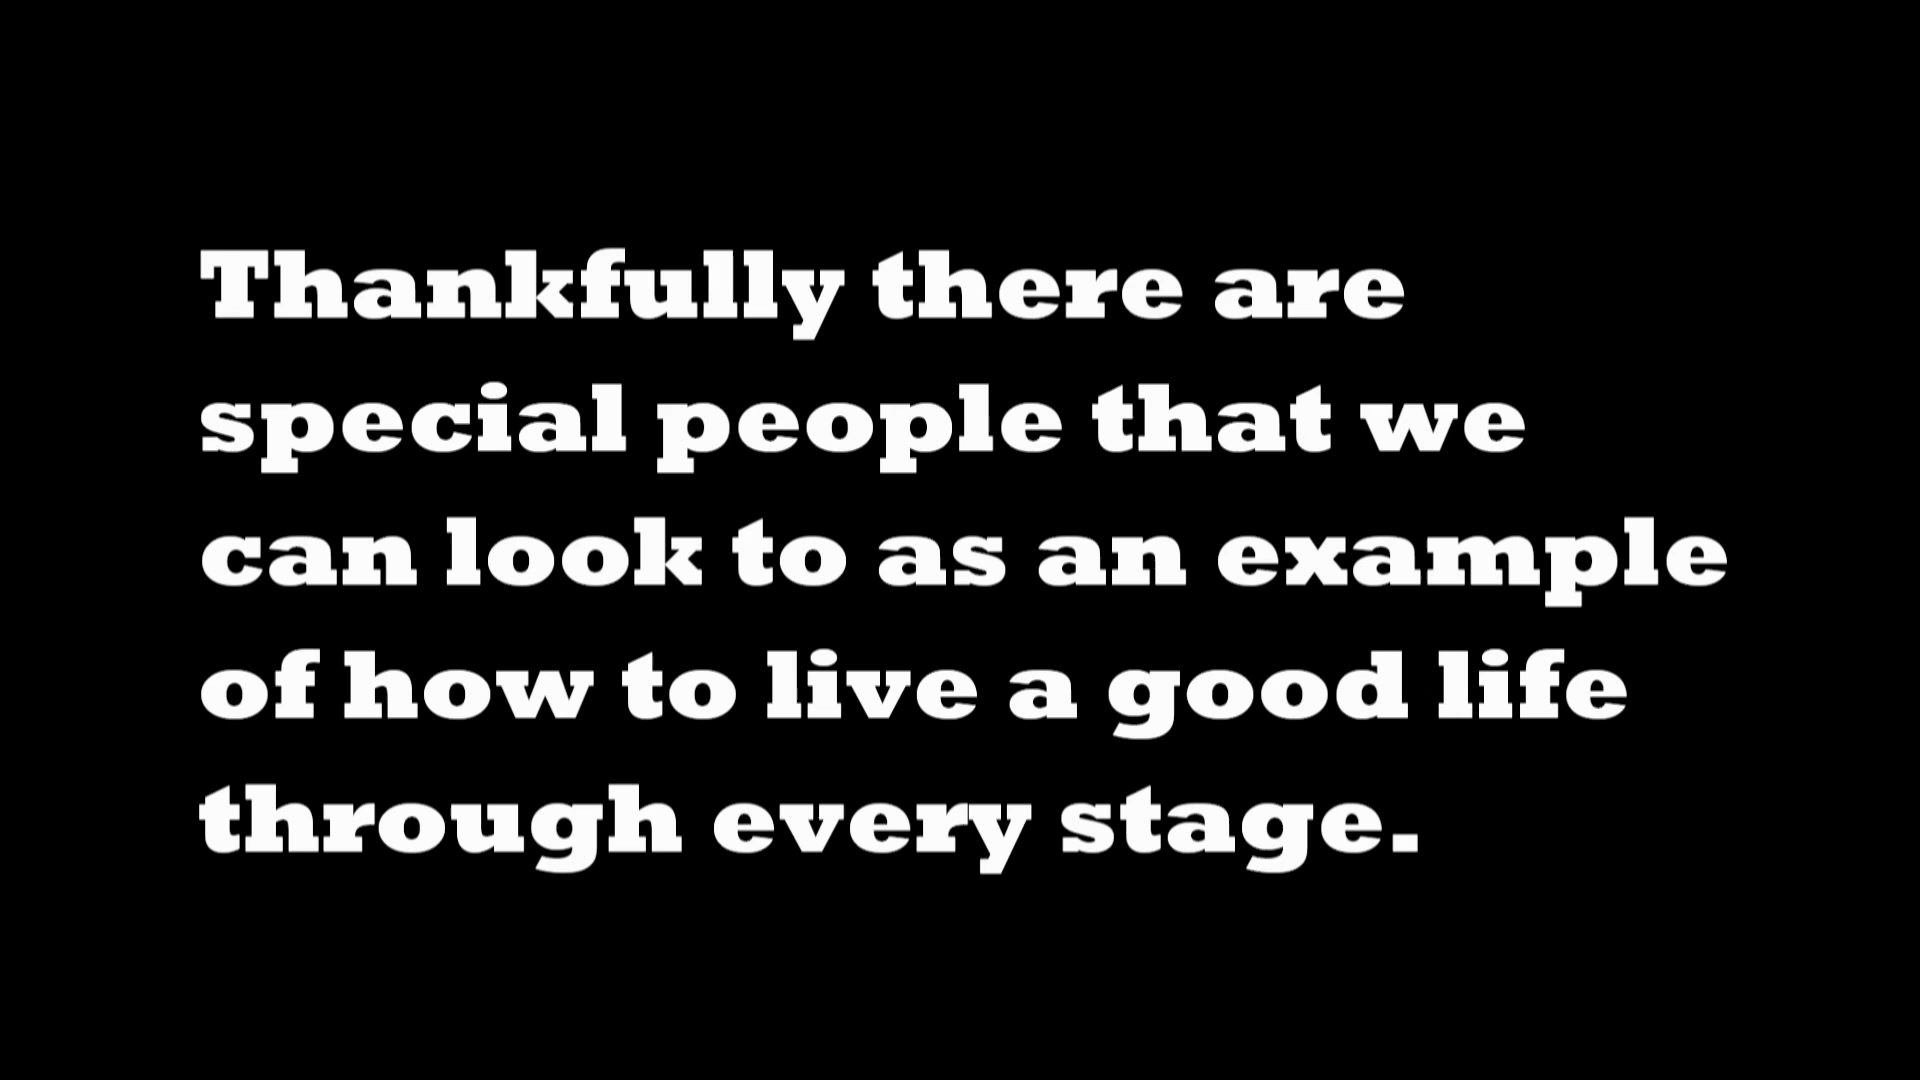 Thankfully there are
special people that we
can look to as an example
of how to live a good life
through every stage.